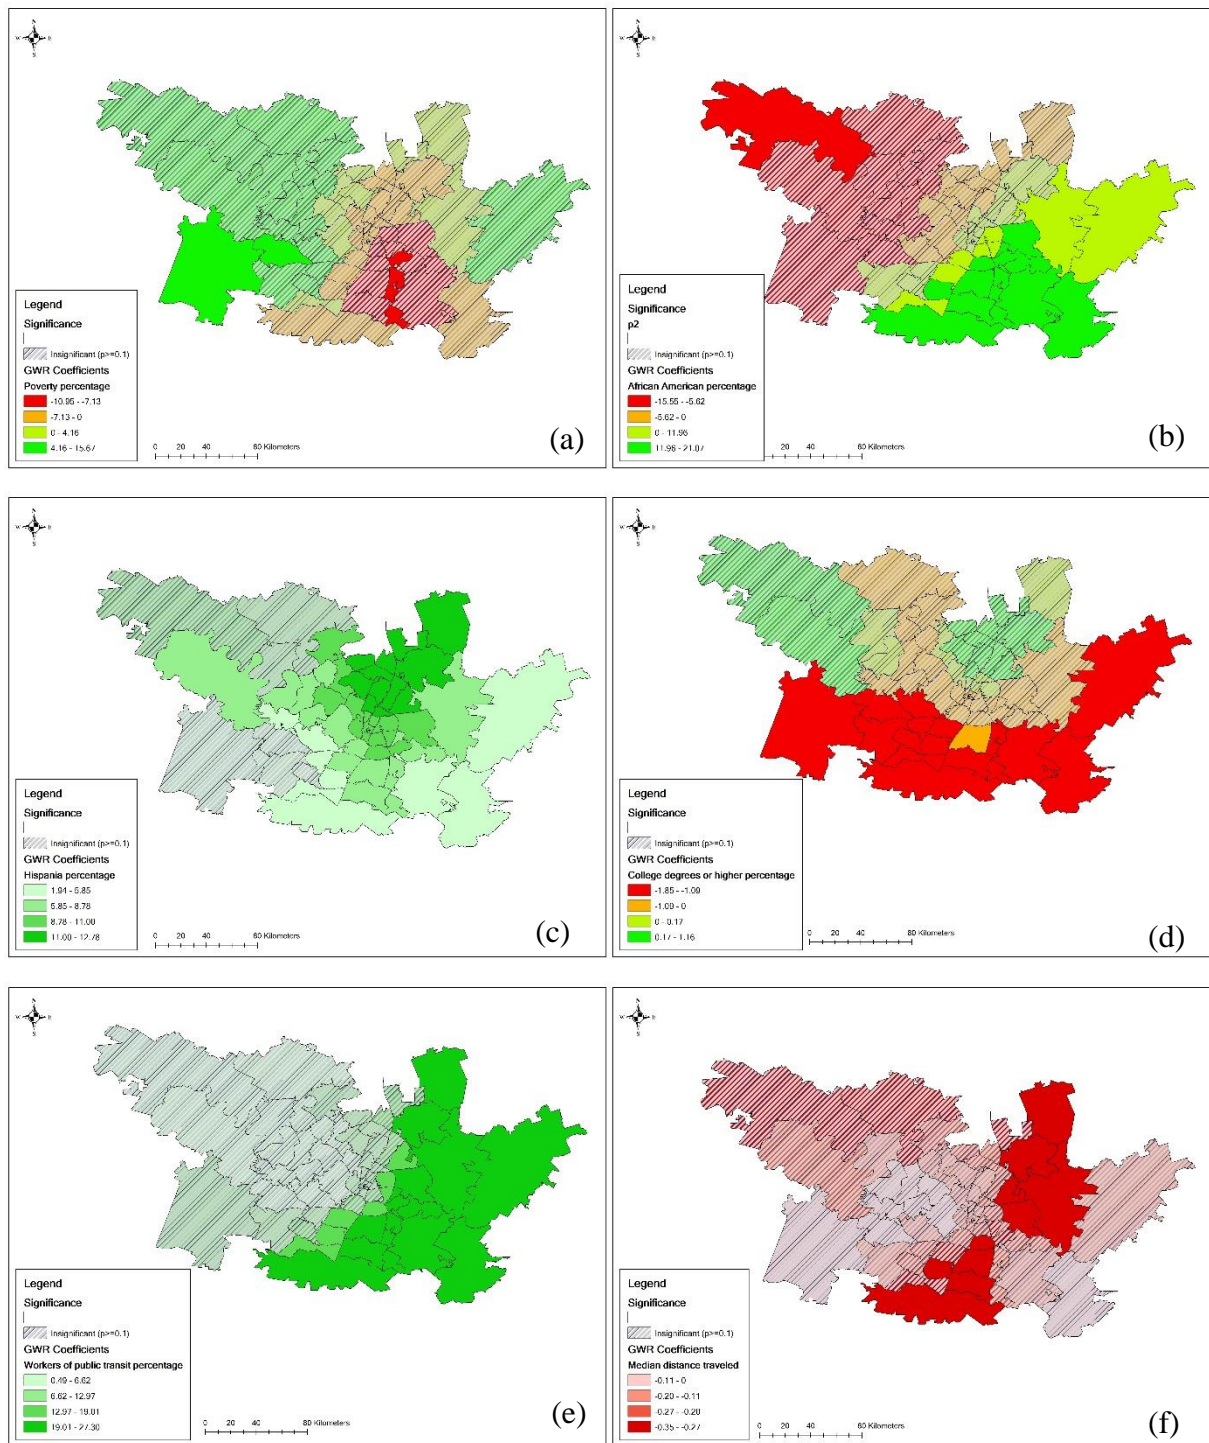 N
W E
S
Legend
Significance
Insignificant (p>=0.1)
GWR Coefficients
Poverty percentage
-10.95 - -7.13
-7.13 - 0
0 - 4.16
4.16 - 15.67
0 20 40 80 Kilometers
(a)
N
W E
S
Legend
Significance
p2
Insignificant (p>=0.1)
GWR Coefficients
African American percentage
-15.55 - -5.62
-5.62 - 0
0 - 11.96
11.96 - 21.07
20 40 80 Kilometers
(b)
N
W E
S
Legend
Significance
Insignificant (p>=0.1)
GWR Coefficients
Hispania percentage
1.94 - 5.85
5.85 - 8.78
8.78 - 11.00
11.00 - 12.78
0 20 40 80 Kilometers
(c)
N
W E
S
Legend
Significance
Insignificant (p>=0.1)
GWR Coefficients
College degrees or higher percentage
-1.85 - -1.09
-1.09 - 0
0 - 0.17
0.17 - 1.16
0 20 40 80 Kilometers
(d)
N
W E
S
Legend
Significance
Insignificant (p>=0.1)
GWR Coefficients
Workers of public transit percentage
0.49 - 6.62
6.62 - 12.97
12.97 - 19.01
19.01 - 27.30
0 20 40 80 Kilometers
(e)
N
W E
S
Legend
Significance
Insignificant (p>=0.1)
GWR Coefficients
Median distance traveled
-0.11 - 0
-0.20 - -0.11
-0.27 - -0.20
-0.35 - -0.27
0 20 40 80 Kilometers
(f)